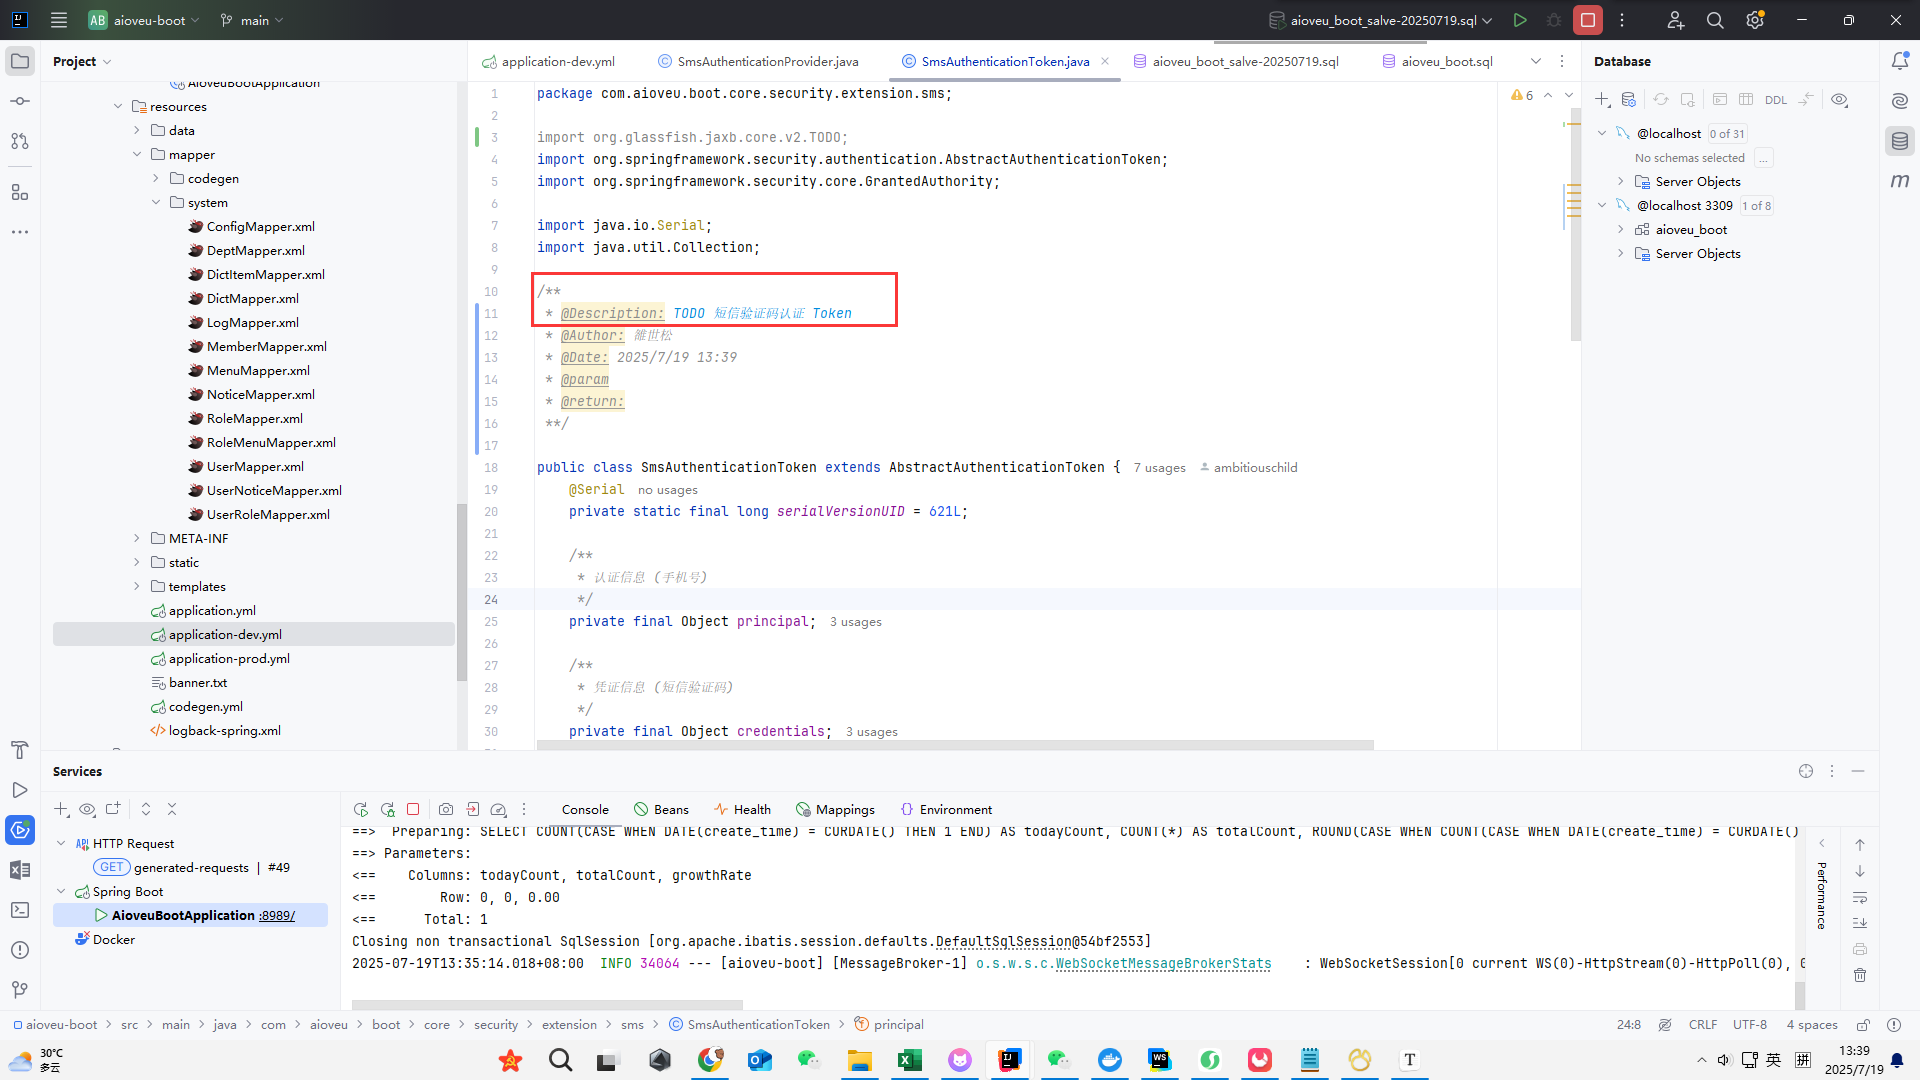 AB aioveu-boot main aioveu_boot_salve-20250719.sql
Project
application-dev.yml SmsAuthenticationProvider.java SmsAuthenticationToken.java aioveu_boot_salve-20250719.sql aioveu_boot.sql
Database
AioveuBootApplication
resources
data
mapper
codegen
system
ConfigMapper.xml
DeptMapper.xml
DictItemMapper.xml
DictMapper.xml
LogMapper.xml
MemberMapper.xml
MenuMapper.xml
NoticeMapper.xml
RoleMapper.xml
RoleMenuMapper.xml
UserMapper.xml
UserNoticeMapper.xml
UserRoleMapper.xml
META-INF
static
templates
application.yml
application-dev.yml
application-prod.yml
banner.txt
codegen.yml
logback-spring.xml
6
1 package com.aioveu.boot.core.security.extension.sms;
2
3 import org.glassfish.jaxb.core.v2.TODO;
4 import org.springframework.security.authentication.AbstractAuthenticationToken;
5 import org.springframework.security.core.GrantedAuthority;
6
7 import java.io.Serial;
8 import java.util.Collection;
9
10 /**
11 * @Description: TODO 短信验证码认证 Token
12 * @Author: 雒世松
13 * @Date: 2025/7/19 13:39
14 * @param
15 * @return:
16 **/
17
18 public class SmsAuthenticationToken extends AbstractAuthenticationToken { 7 usages ambitiouschild
19 @Serial no usages
20 private static final long serialVersionUID = 621L;
21
22 /**
23 * 认证信息 (手机号)
24 */
25 private final Object principal; 3 usages
26
27 /**
28 * 凭证信息 (短信验证码)
29 */
30 private final Object credentials; 3 usages
DDL
@localhost 0 of 31
No schemas selected ...
Server Objects
@localhost 3309 1 of 8
aioveu_boot
Server Objects
Services
HTTP Request
GET generated-requests | #49
Spring Boot
AioveuBootApplication :8989/
Docker
Console Beans Health Mappings Environment
==> Preparing: SELECT COUNT(CASE WHEN DATE(create_time) = CURDATE() THEN 1 END) AS todayCount, COUNT(*) AS totalCount, ROUND(CASE WHEN COUNT(CASE WHEN DATE(create_time) = CURDATE()
==> Parameters:
<== Columns: todayCount, totalCount, growthRate
<== Row: 0, 0, 0.00
<== Total: 1
Closing non transactional SqlSession [org.apache.ibatis.session.defaults.DefaultSqlSession@54bf2553]
2025-07-19T13:35:14.018+08:00 INFO 34064 --- [aioveu-boot] [MessageBroker-1] o.s.w.s.c.WebSocketMessageBrokerStats : WebSocketSession[0 current WS(0)-HttpStream(0)-HttpPoll(0),
Performance
aioveu-boot > src > main > java > com > aioveu > boot > core > security > extension > sms > SmsAuthenticationToken > principal
24:8 CRLF UTF-8 4 spaces
30°C
多云
英 拼
13:39
2025/7/19